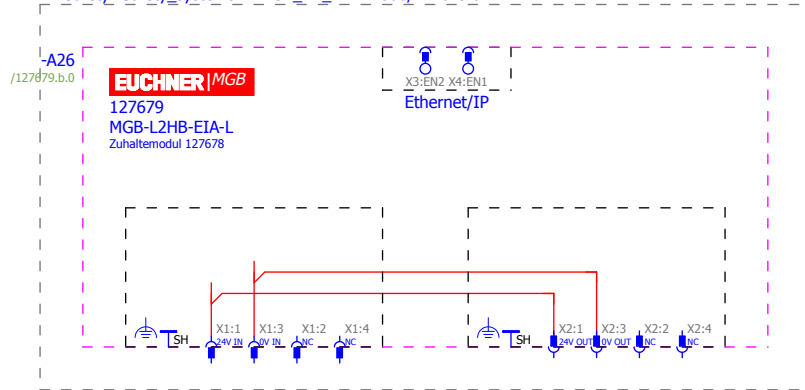 -A26
/127679.b.0
EUCHNER MGB
127679
MGB-L2HB-EIA-L
Zuhaltemodul 127678
X3:EN2 X4:EN1
Ethernet/IP
SH
X1:1 X1:3 X1:2 X1:4
24V IN 0V IN NC NC
SH
X2:1 X2:3 X2:2 X2:4
24V OUT 0V OUT NC NC